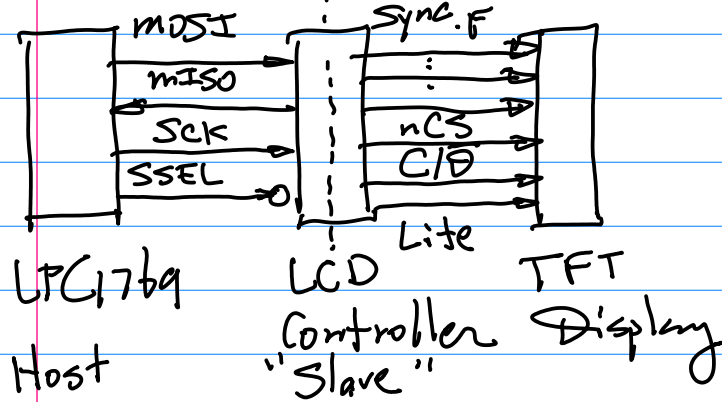 MOSI
MISO
SCK
SSEL
Sync.F
nCS
C/D
Lite
LPC1769
Host
LCD
Controller
"Slave"
TFT
Display